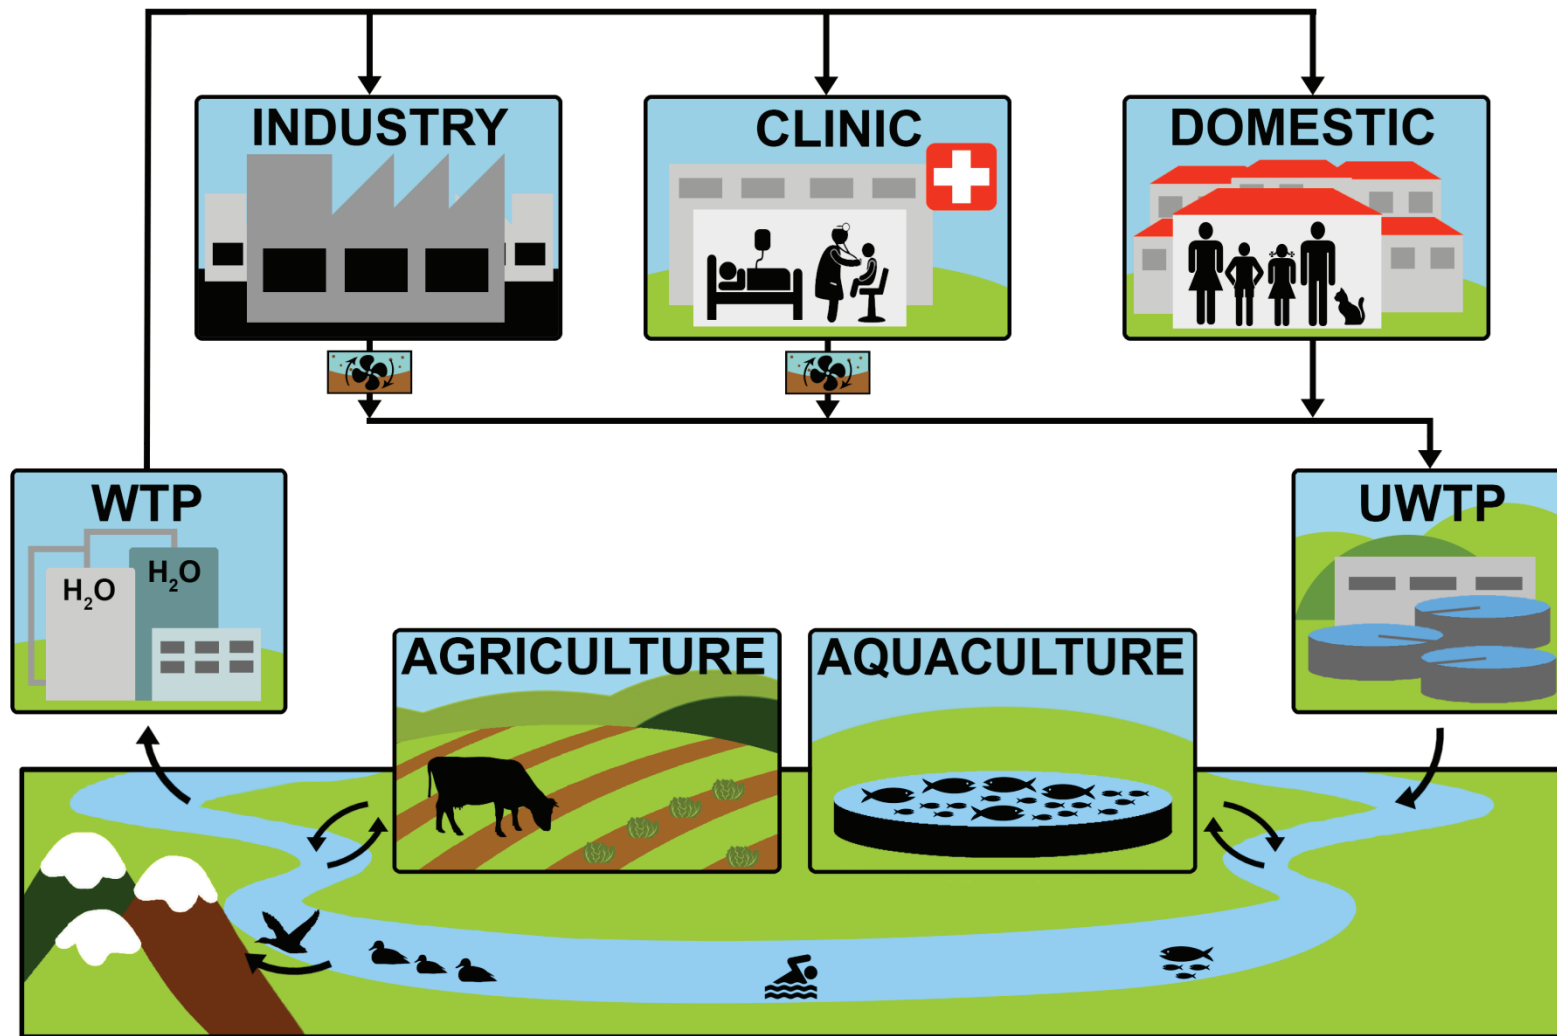 INDUSTRY
CLINIC
DOMESTIC
WTP
H₂O
H₂O
UWTP
AGRICULTURE
AQUACULTURE